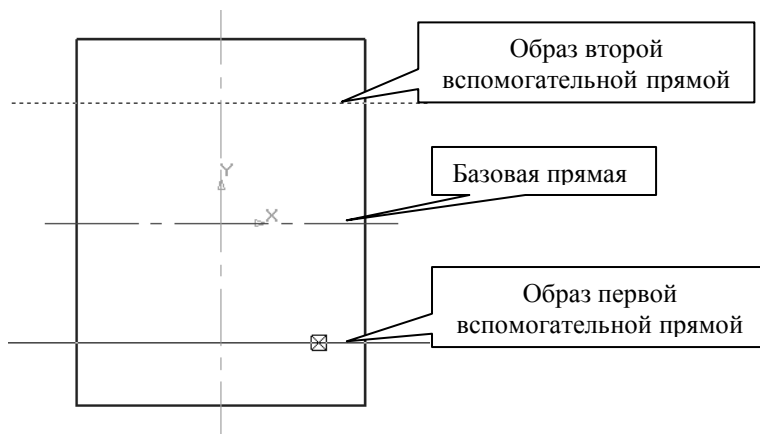 Образ второй
вспомогательной прямой
Базовая прямая
Y
X
Образ первой
вспомогательной прямой